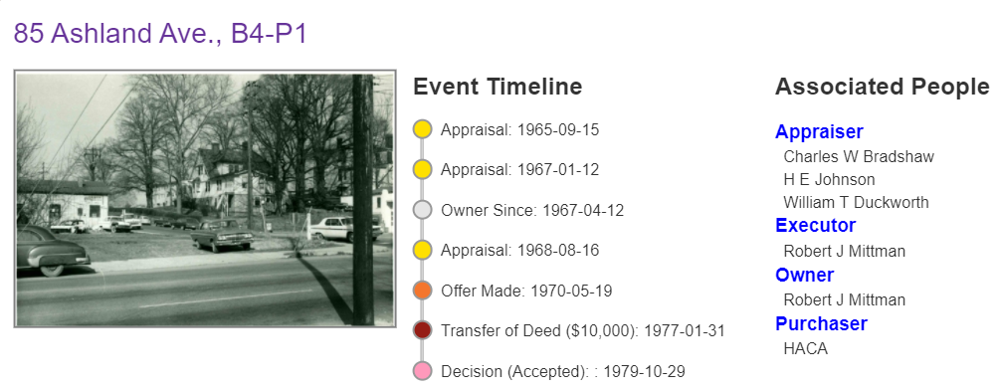 85 Ashland Ave., B4-P1
Event Timeline
Appraisal: 1965-09-15
Appraisal: 1967-01-12
Owner Since: 1967-04-12
Appraisal: 1968-08-16
Offer Made: 1970-05-19
Transfer of Deed ($10,000): 1977-01-31
Decision (Accepted): : 1979-10-29
Associated People
Appraiser
Charles W Bradshaw
H E Johnson
William T Duckworth
Executor
Robert J Mittman
Owner
Robert J Mittman
Purchaser
HACA